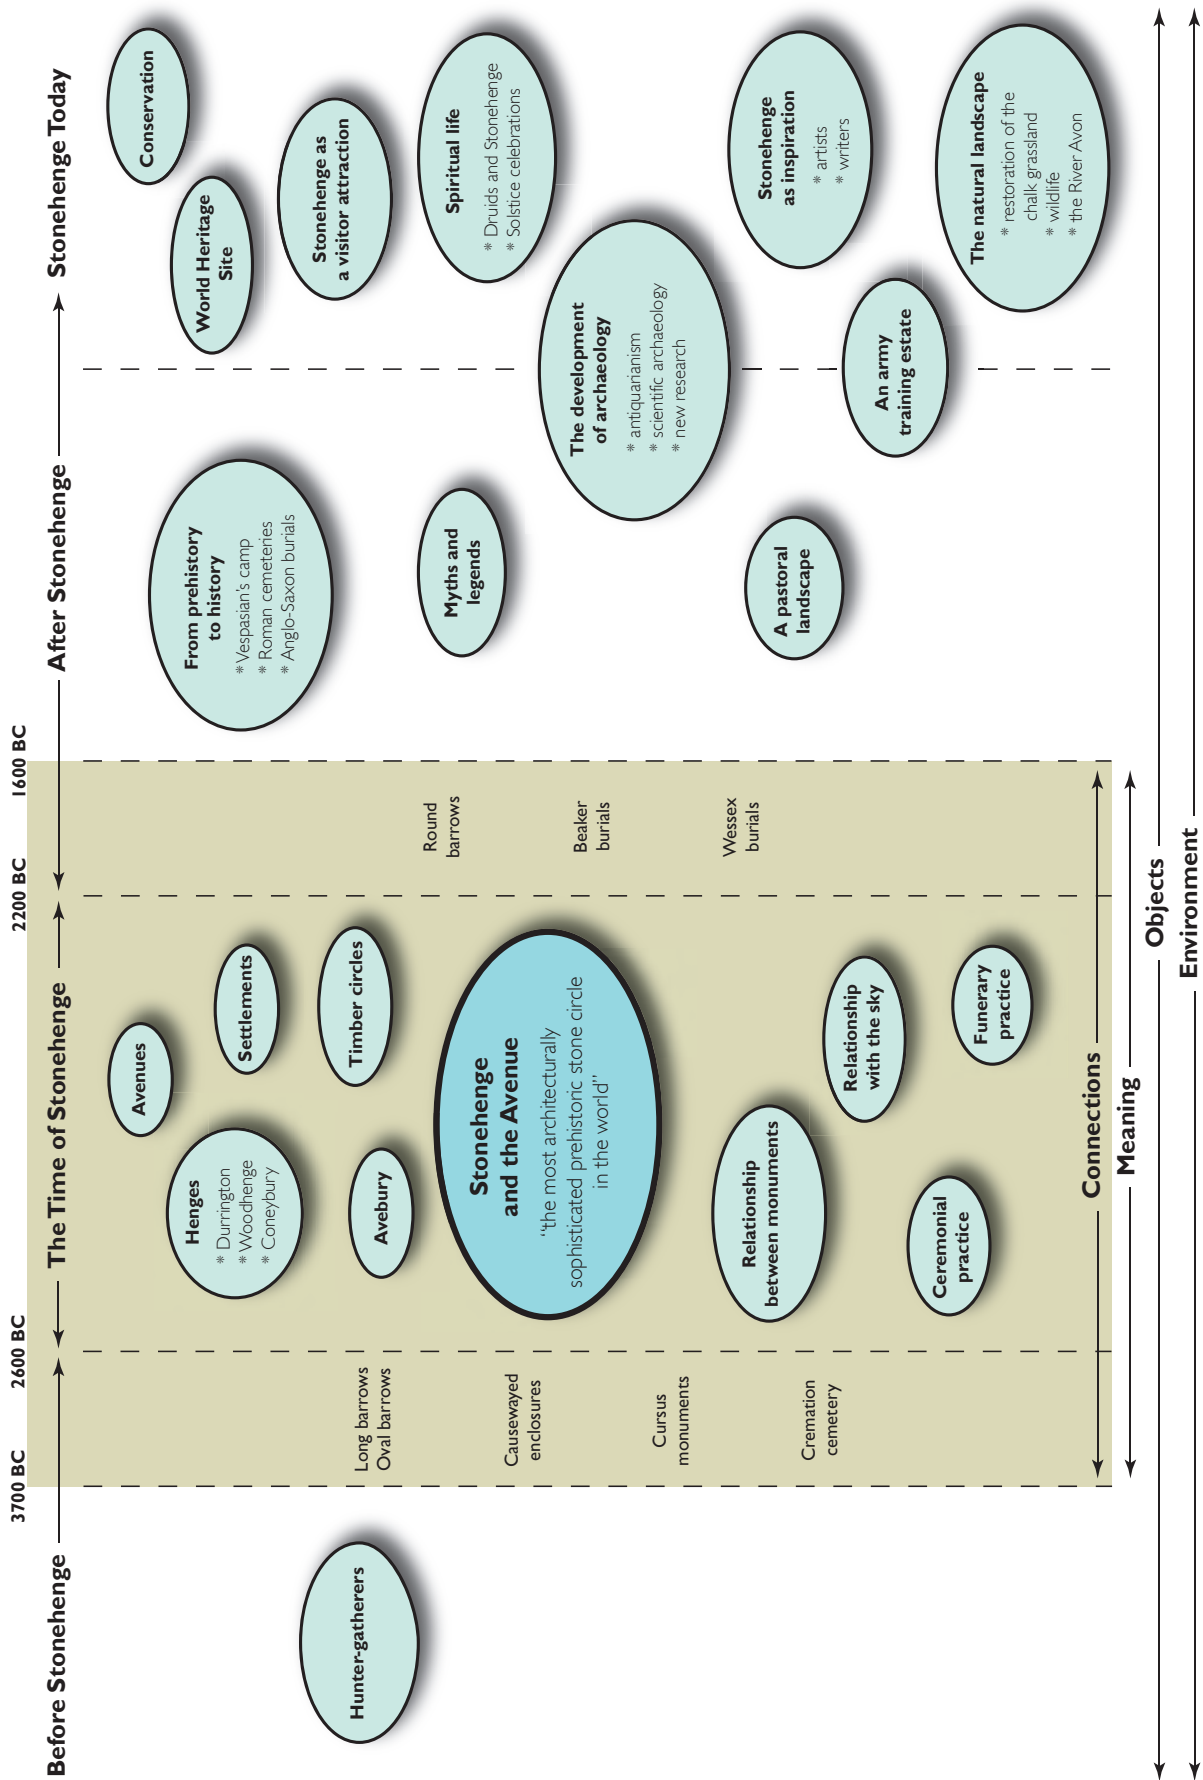 Before Stonehenge
The Time of Stonehenge
After Stonehenge
Stonehenge Today
3700 BC
2600 BC
2200 BC
1600 BC
Hunter-gatherers
Long barrows
Oval barrows
Causewayed
enclosures
Cursus
monuments
Cremation
cemetery
Avenues
Henges
* Durrington
* Woodhenge
* Coneybury
Settlements
Timber circles
Avebury
Stonehenge
and the Avenue
“the most architecturally
sophisticated prehistoric stone circle
in the world”
Relationship
between monuments
Relationship
with the sky
Ceremonial
practice
Funerary
practice
Round
barrows
Beaker
burials
Wessex
burials
From prehistory
to history
* Vespasian’s camp
* Roman cemeteries
* Anglo-Saxon burials
Myths and
legends
A pastoral
landscape
The development
of archaeology
* antiquarianism
* scientific archaeology
* new research
An army
training estate
Conservation
World Heritage
Site
Stonehenge as
a visitor attraction
Spiritual life
* Druids and Stonehenge
* Solstice celebrations
Stonehenge
as inspiration
* artists
* writers
The natural landscape
* restoration of the
chalk grassland
* wildlife
* the River Avon
Connections
Meaning
Objects
Environment